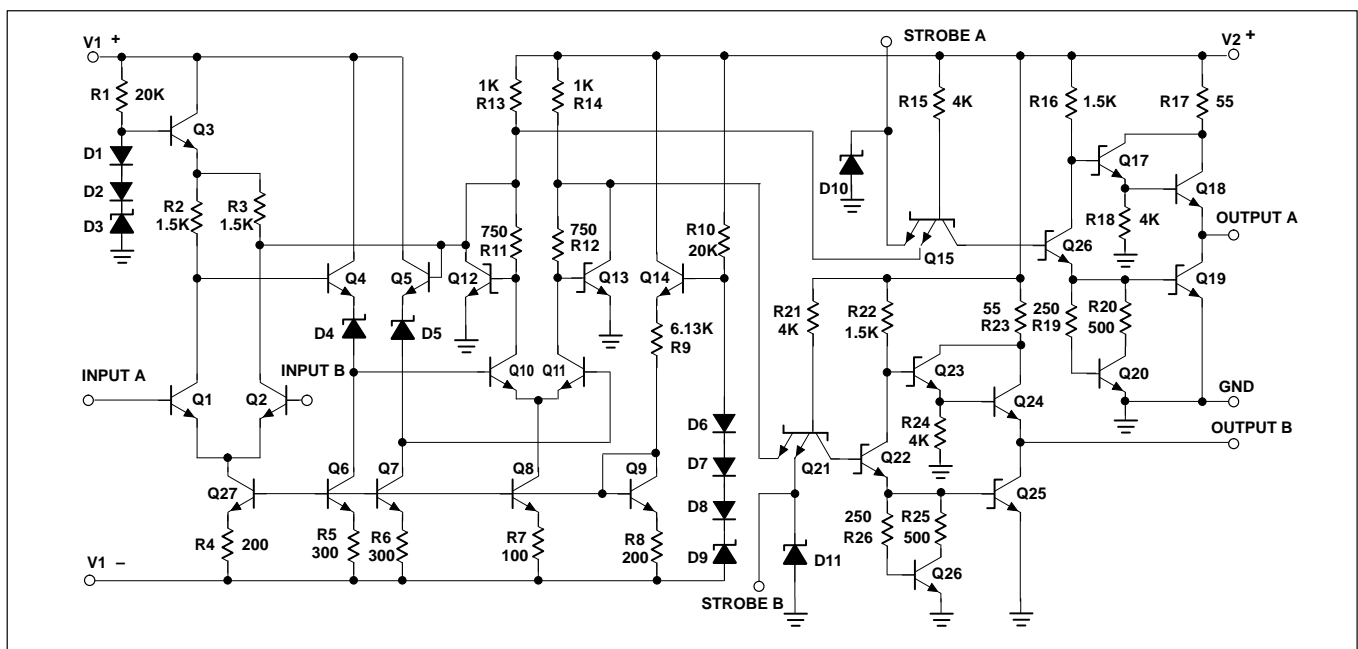 V1 +
STROBE A
V2 +
R1 20K
1K
R13
1K
R14
R15 4K
R16 1.5K
R17 55
Q3
D1
D2
D3
D10
Q17
Q18
R2
1.5K
R3
1.5K
750
R11
750
R12
R10
20K
R18 4K
OUTPUT A
Q4
Q5
Q12
Q13
Q14
Q15
Q26
Q19
D4
D5
6.13K
R9
R21
4K
R22
1.5K
55
R23
250
R19
R20
500
INPUT A
INPUT B
Q1
Q2
Q10
Q11
Q23
Q20
GND
Q24
D6
R24
4K
OUTPUT B
D7
Q21
Q22
Q6
Q7
Q8
Q9
Q27
D8
Q25
R4 200
R5
300
R6
300
R7
100
R8
200
D9
250
R26
R25
500
V1 –
D11
Q26
STROBE B